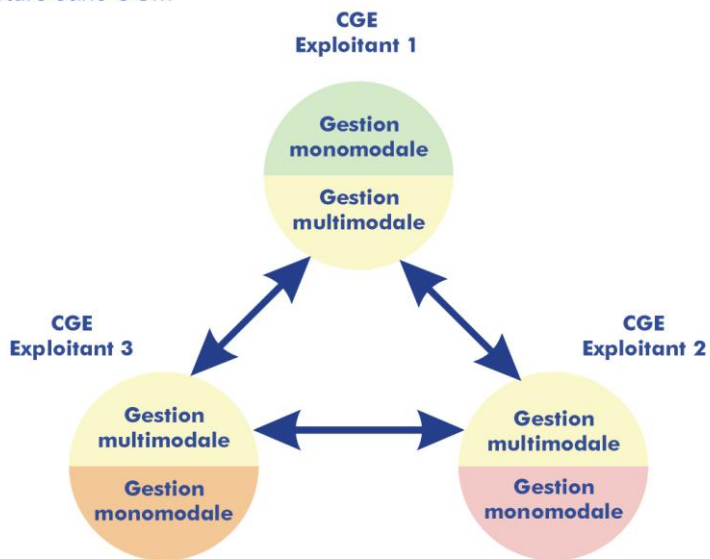 CGE
Exploitant 1
Gestion
monomodale
Gestion
multimodale
CGE
Exploitant 3
CGE
Exploitant 2
Gestion
multimodale
Gestion
monomodale
Gestion
multimodale
Gestion
monomodale